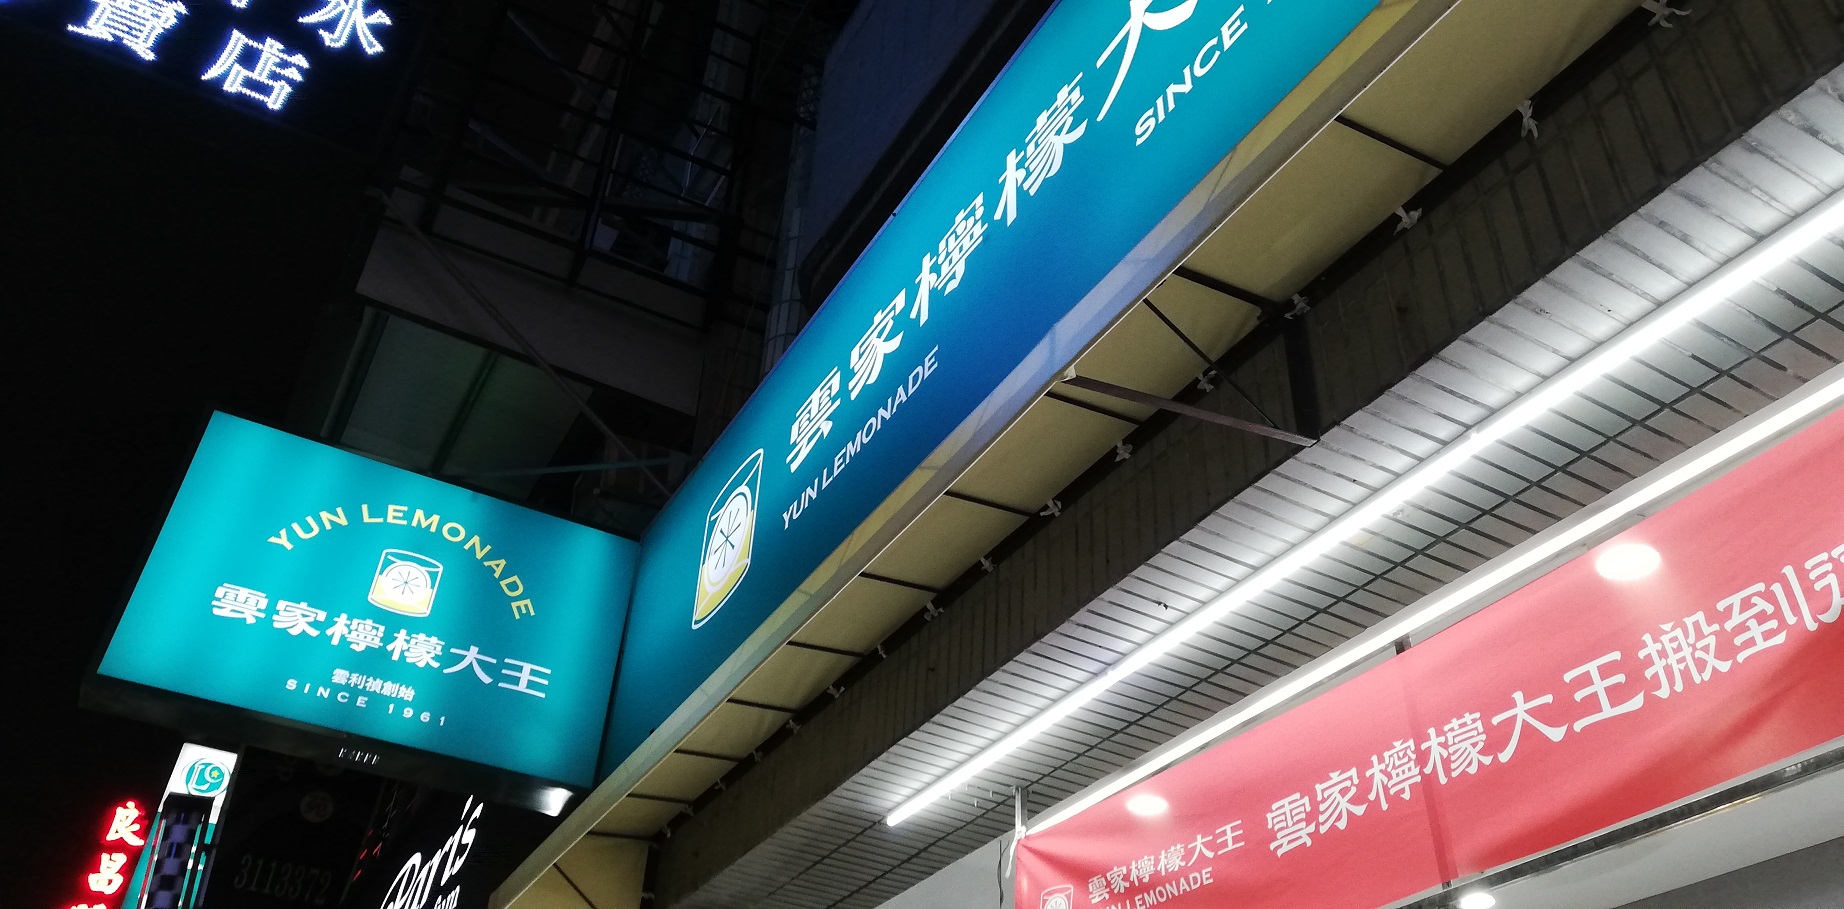 賣店
YUN LEMONADE
雲家檸檬大王
雲利禎創始
SINCE 1961
雲家檸檬大
YUN LEMONADE
SINCE
雲家檸檬大王搬到
雲家檸檬大王
YUN LEMONADE
良昌
3113372
Paris